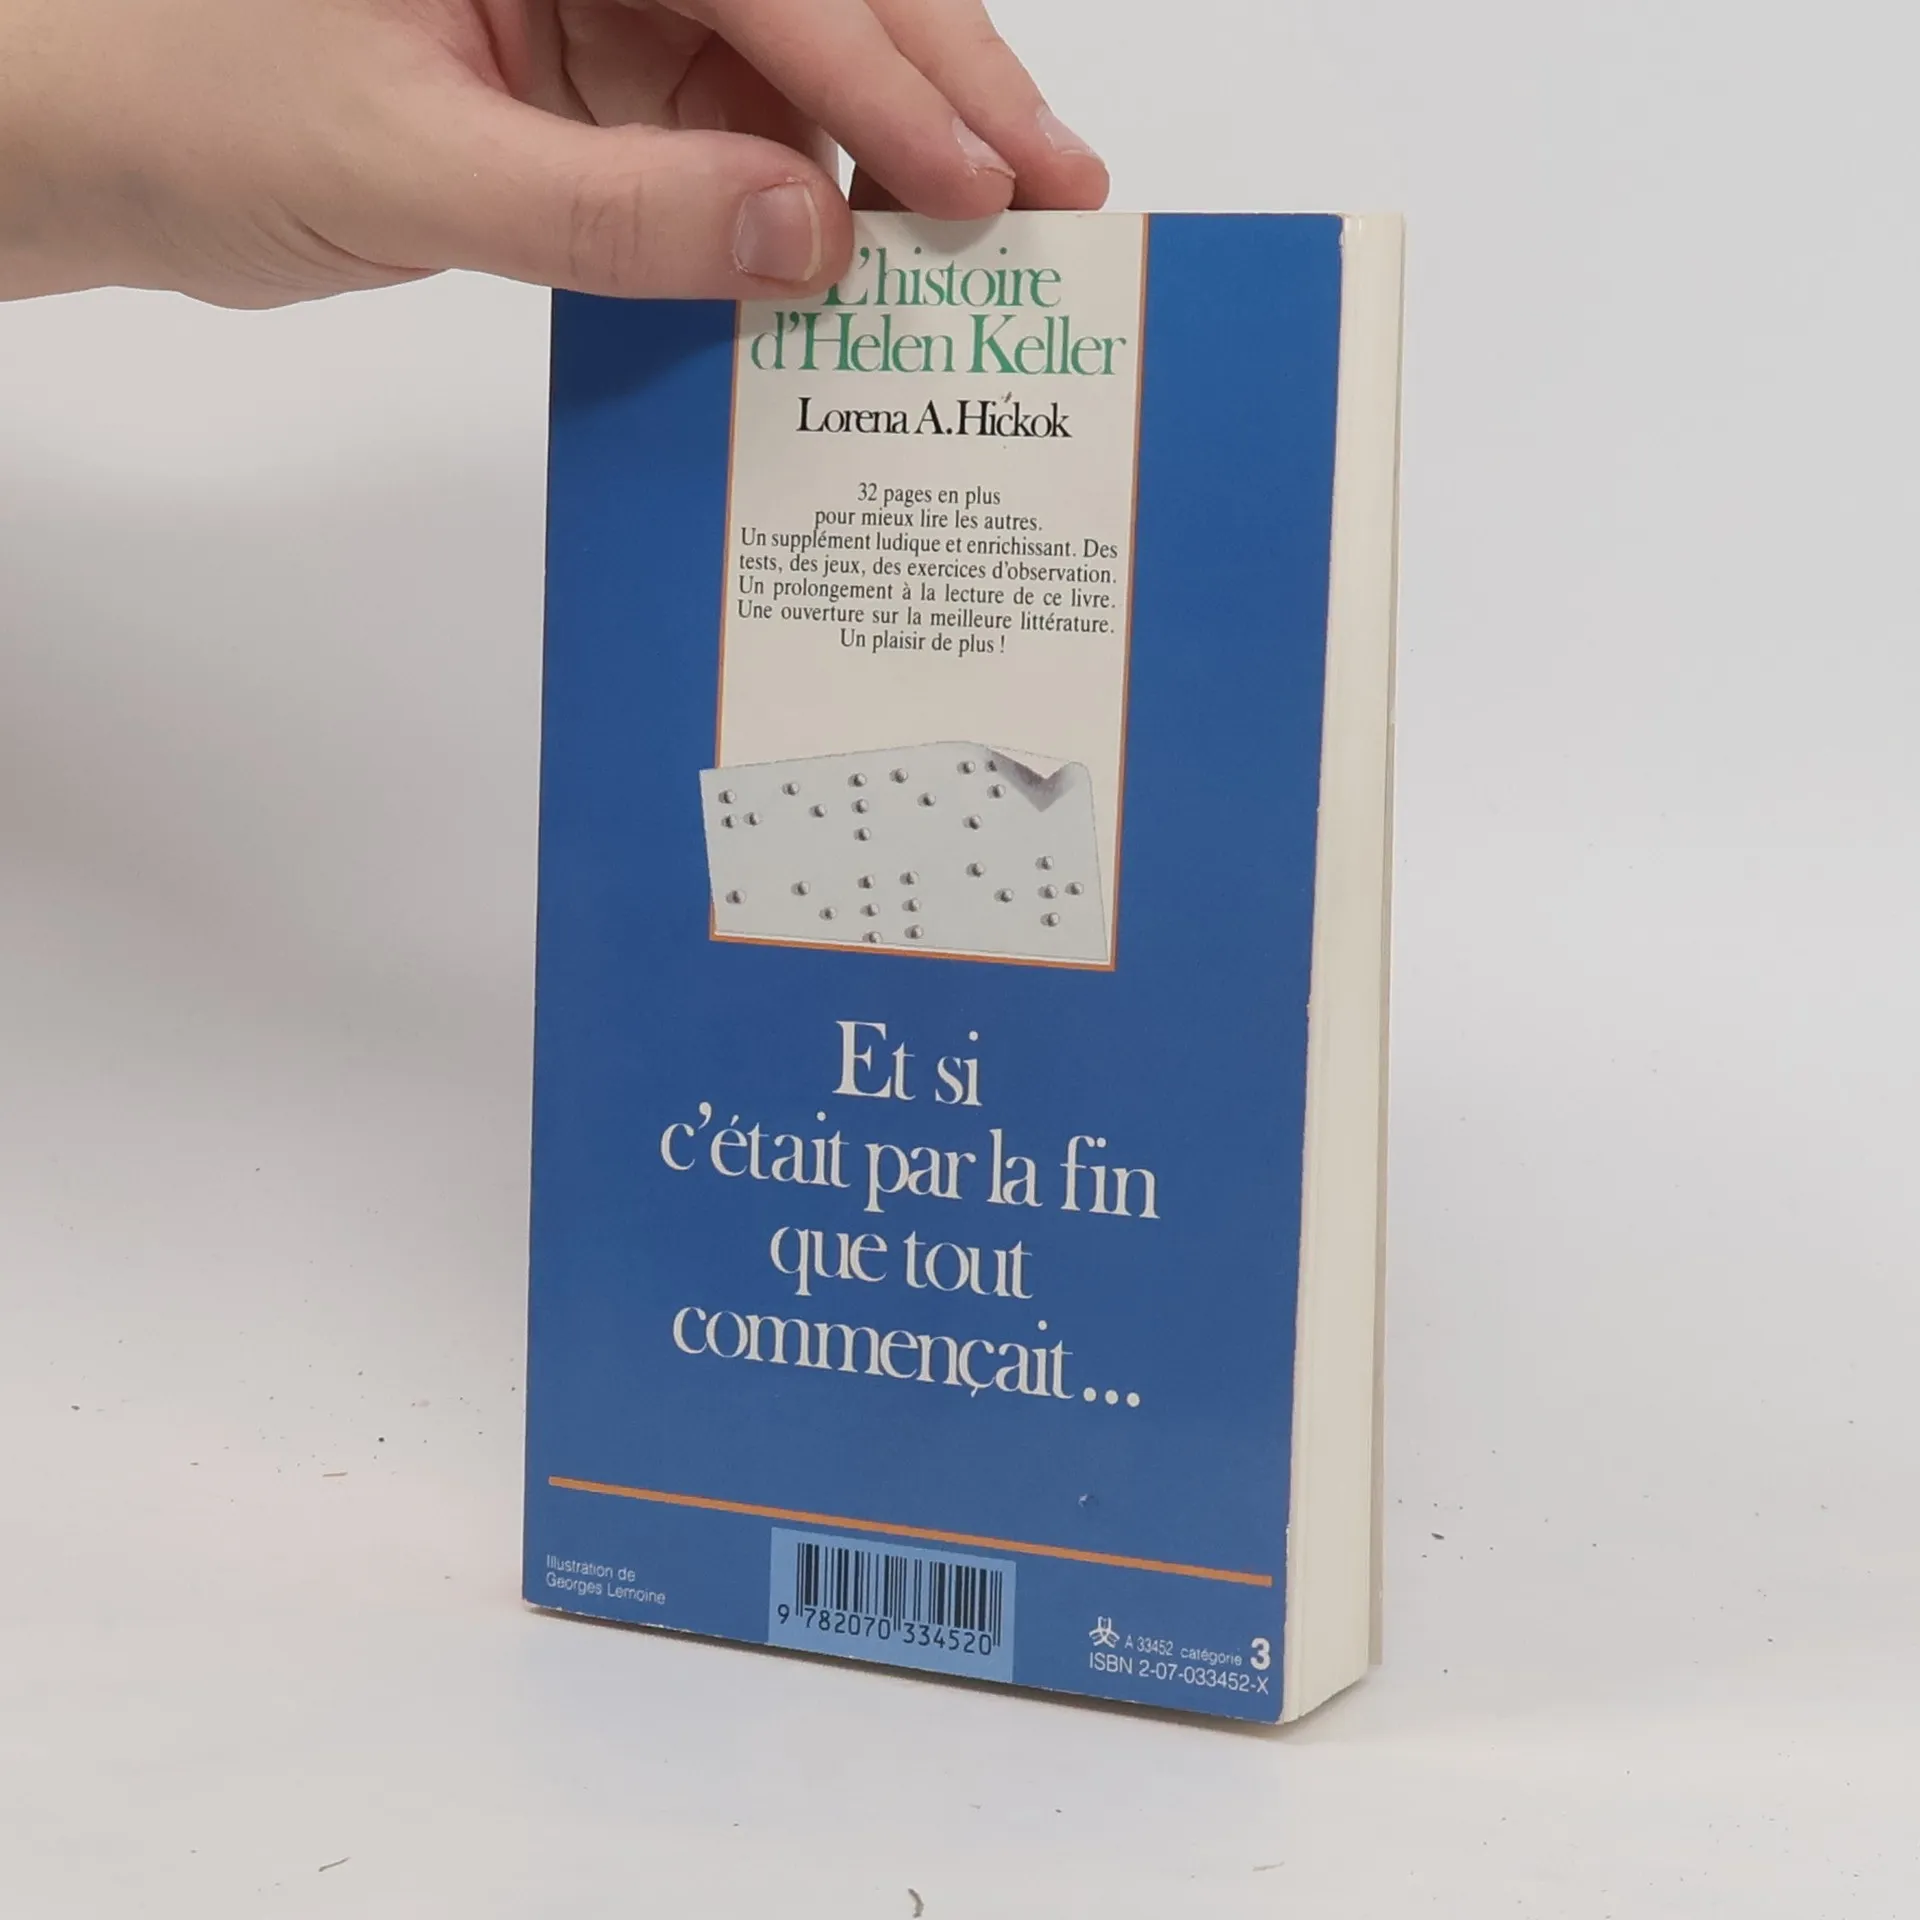 L'histoire
d'Helen Keller
Lorena A. Hickok
32 pages en plus
pour mieux lire les autres.
Un supplément ludique et enrichissant. Des
tests, des jeux, des exercices d'observation.
Un prolongement à la lecture de ce livre.
Une ouverture sur la meilleure littérature.
Un plaisir de plus !
Et si
c'était par la fin
que tout
commençait...
Illustration de
Georges Lemoine
9 782070 334520
A 33452 catégorie 3
ISBN 2-07-033452-X